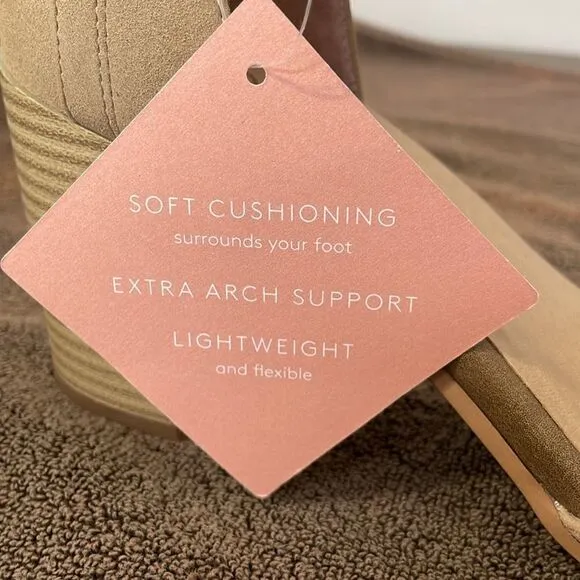 SOFT CUSHIONING
surrounds your foot
EXTRA ARCH SUPPORT
LIGHTWEIGHT
and flexible